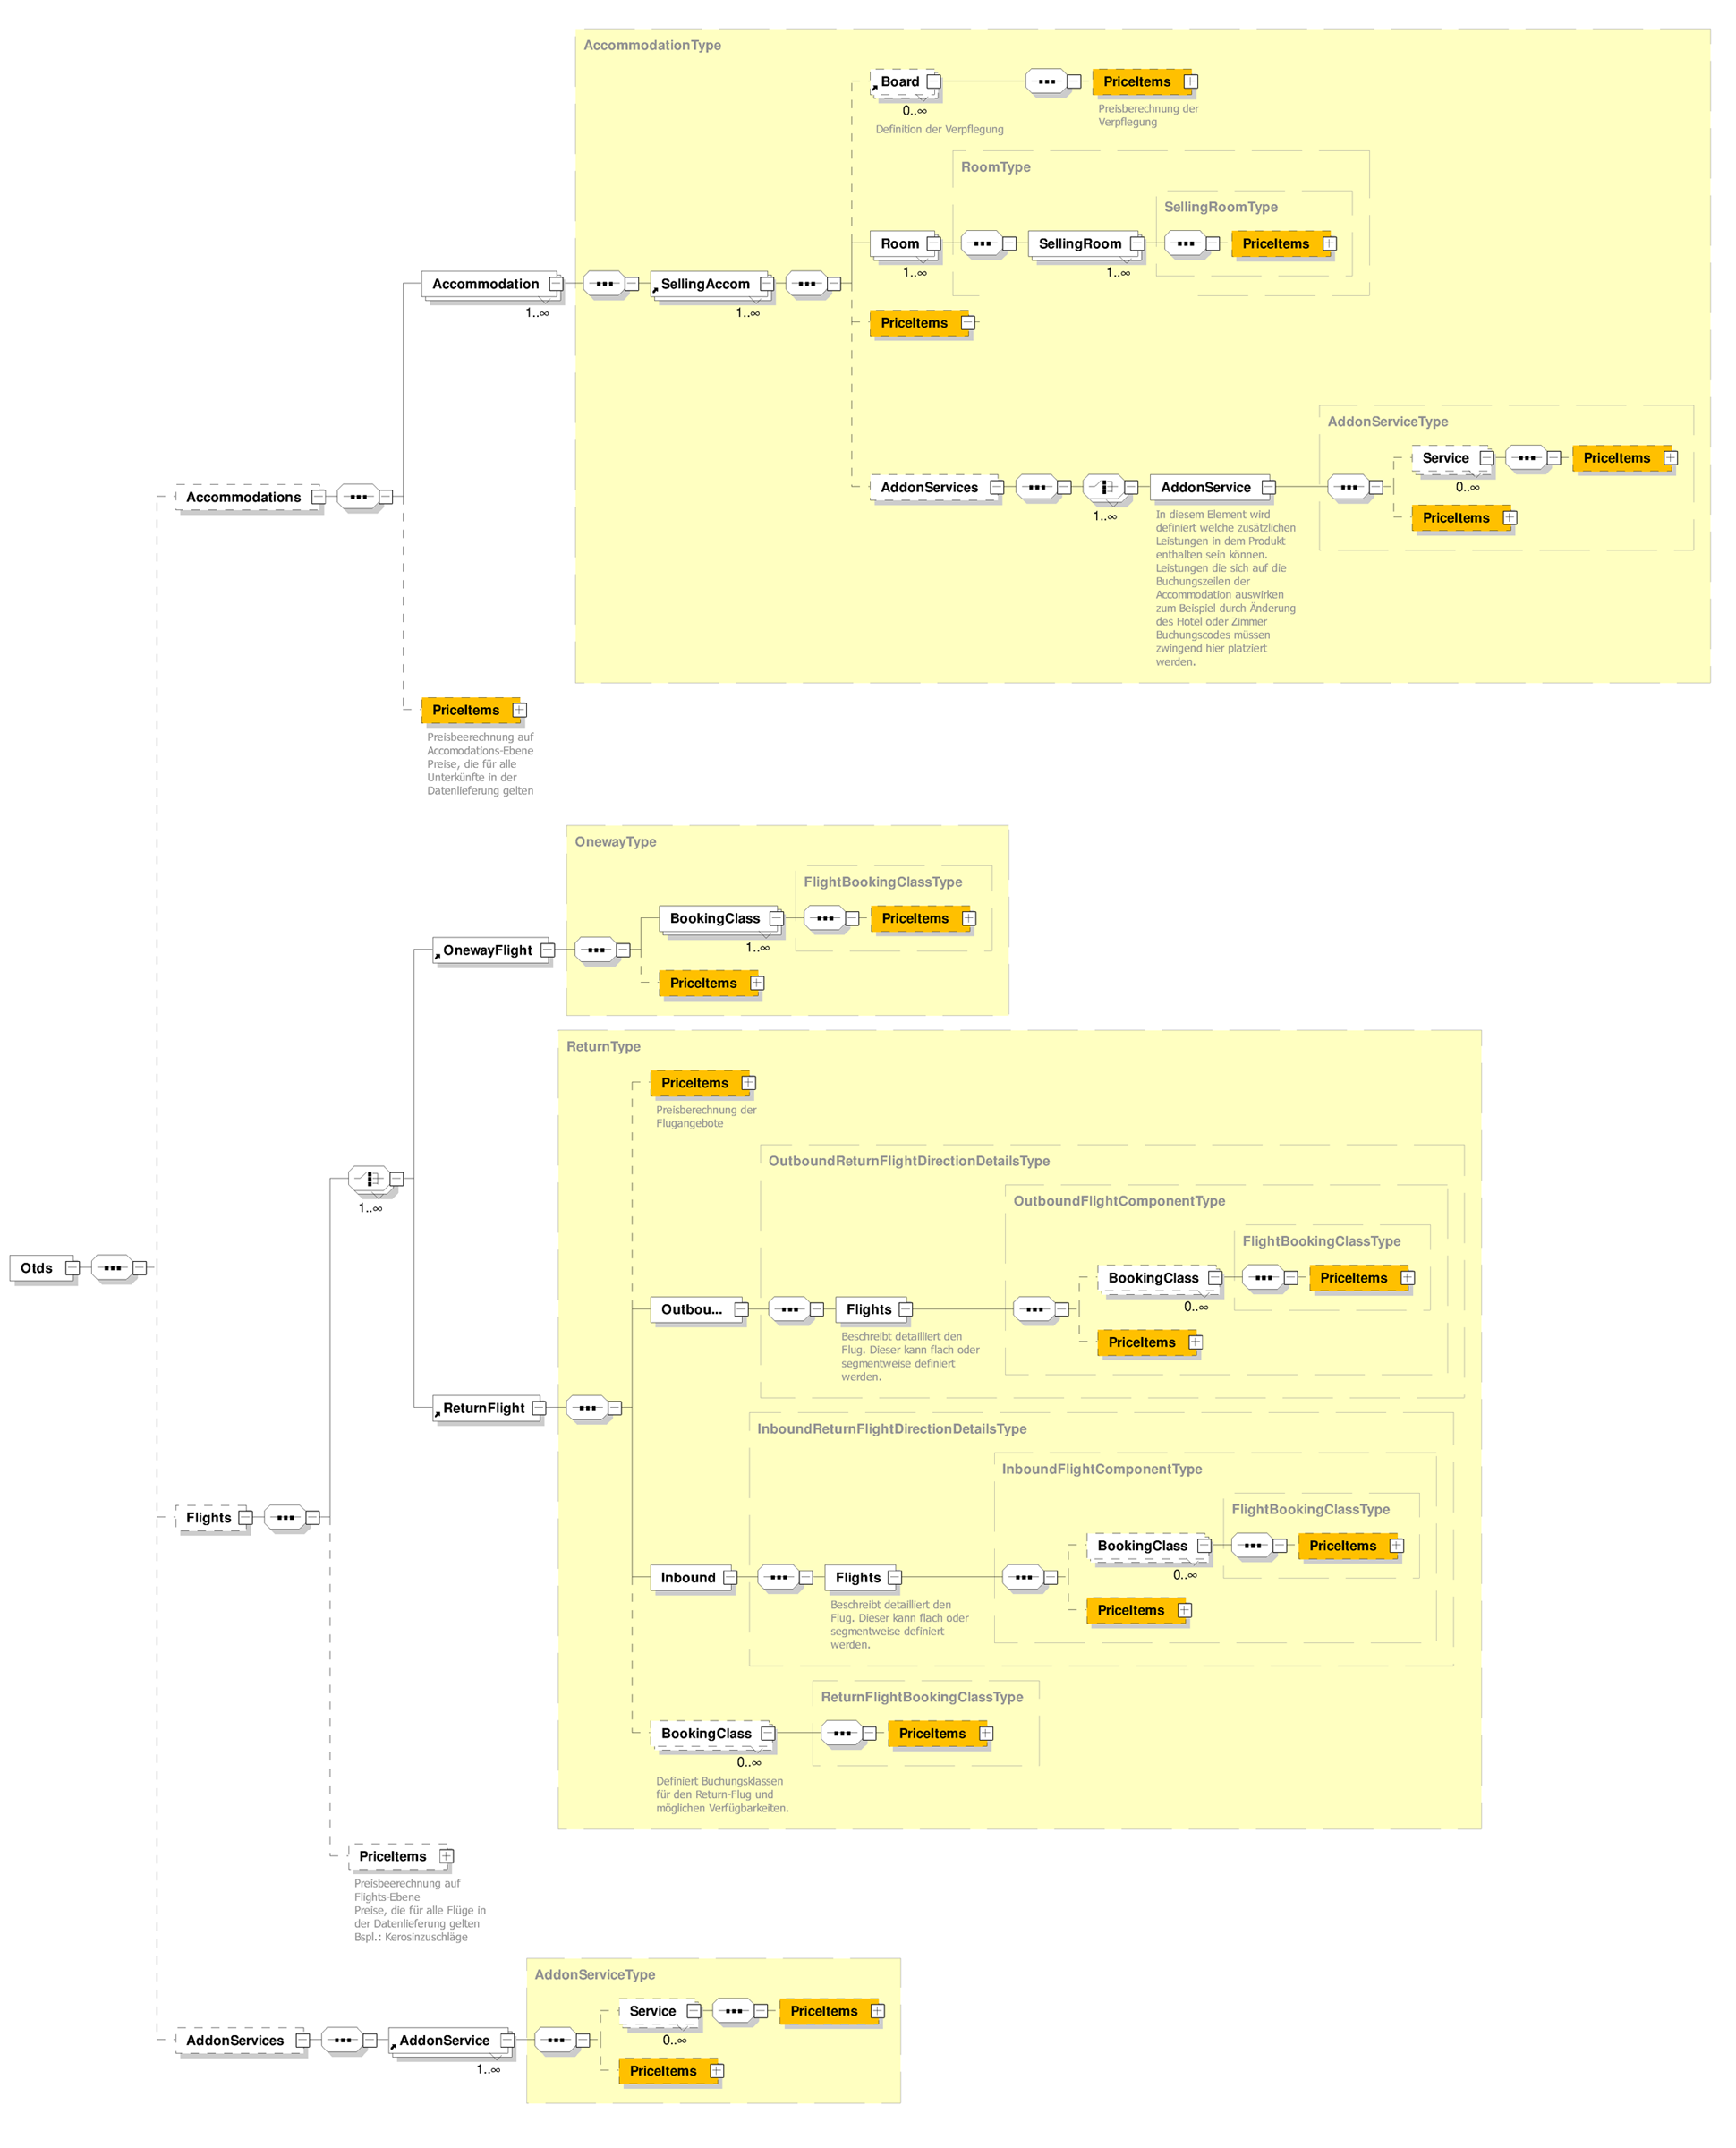 AccommodationType
Board
0..∞
Definition der Verpflegung
PriceItems
Preisberechnung der
Verpflegung
RoomType
SellingRoomType
Room
1..∞
SellingRoom
1..∞
PriceItems
Accommodation
1..∞
SellingAccom
1..∞
PriceItems
AddonServiceType
Service
0..∞
PriceItems
PriceItems
AddonServices
1..∞
AddonService
In diesem Element wird
definiert welche zusätzlichen
Leistungen in dem Produkt
enthalten sein können.
Leistungen die sich auf die
Buchungszeilen der
Accommodation auswirken
zum Beispiel durch Änderung
des Hotel oder Zimmer
Buchungscodes müssen
zwingend hier platziert
werden.
Accommodations
PriceItems
Preisbeerechnung auf
Accomodations-Ebene
Preise, die für alle
Unterkünfte in der
Datenlieferung gelten
OnewayType
FlightBookingClassType
BookingClass
1..∞
PriceItems
OnewayFlight
PriceItems
ReturnType
PriceItems
Preisberechnung der
Flugangebote
OutboundReturnFlightDirectionDetailsType
OutboundFlightComponentType
FlightBookingClassType
BookingClass
0..∞
PriceItems
Outbou...
Flights
Beschreibt detailliert den
Flug. Dieser kann flach oder
segmentweise definiert
werden.
PriceItems
1..∞
Otds
ReturnFlight
InboundReturnFlightDirectionDetailsType
InboundFlightComponentType
FlightBookingClassType
BookingClass
0..∞
PriceItems
Inbound
Flights
Beschreibt detailliert den
Flug. Dieser kann flach oder
segmentweise definiert
werden.
PriceItems
Flights
ReturnFlightBookingClassType
BookingClass
0..∞
PriceItems
Definiert Buchungsklassen
für den Return-Flug und
möglichen Verfügbarkeiten.
PriceItems
Preisbeerechnung auf
Flights-Ebene
Preise, die für alle Flüge in
der Datenlieferung gelten
Bspl.: Kerosinzuschläge
AddonServiceType
Service
0..∞
PriceItems
AddonServices
AddonService
1..∞
PriceItems